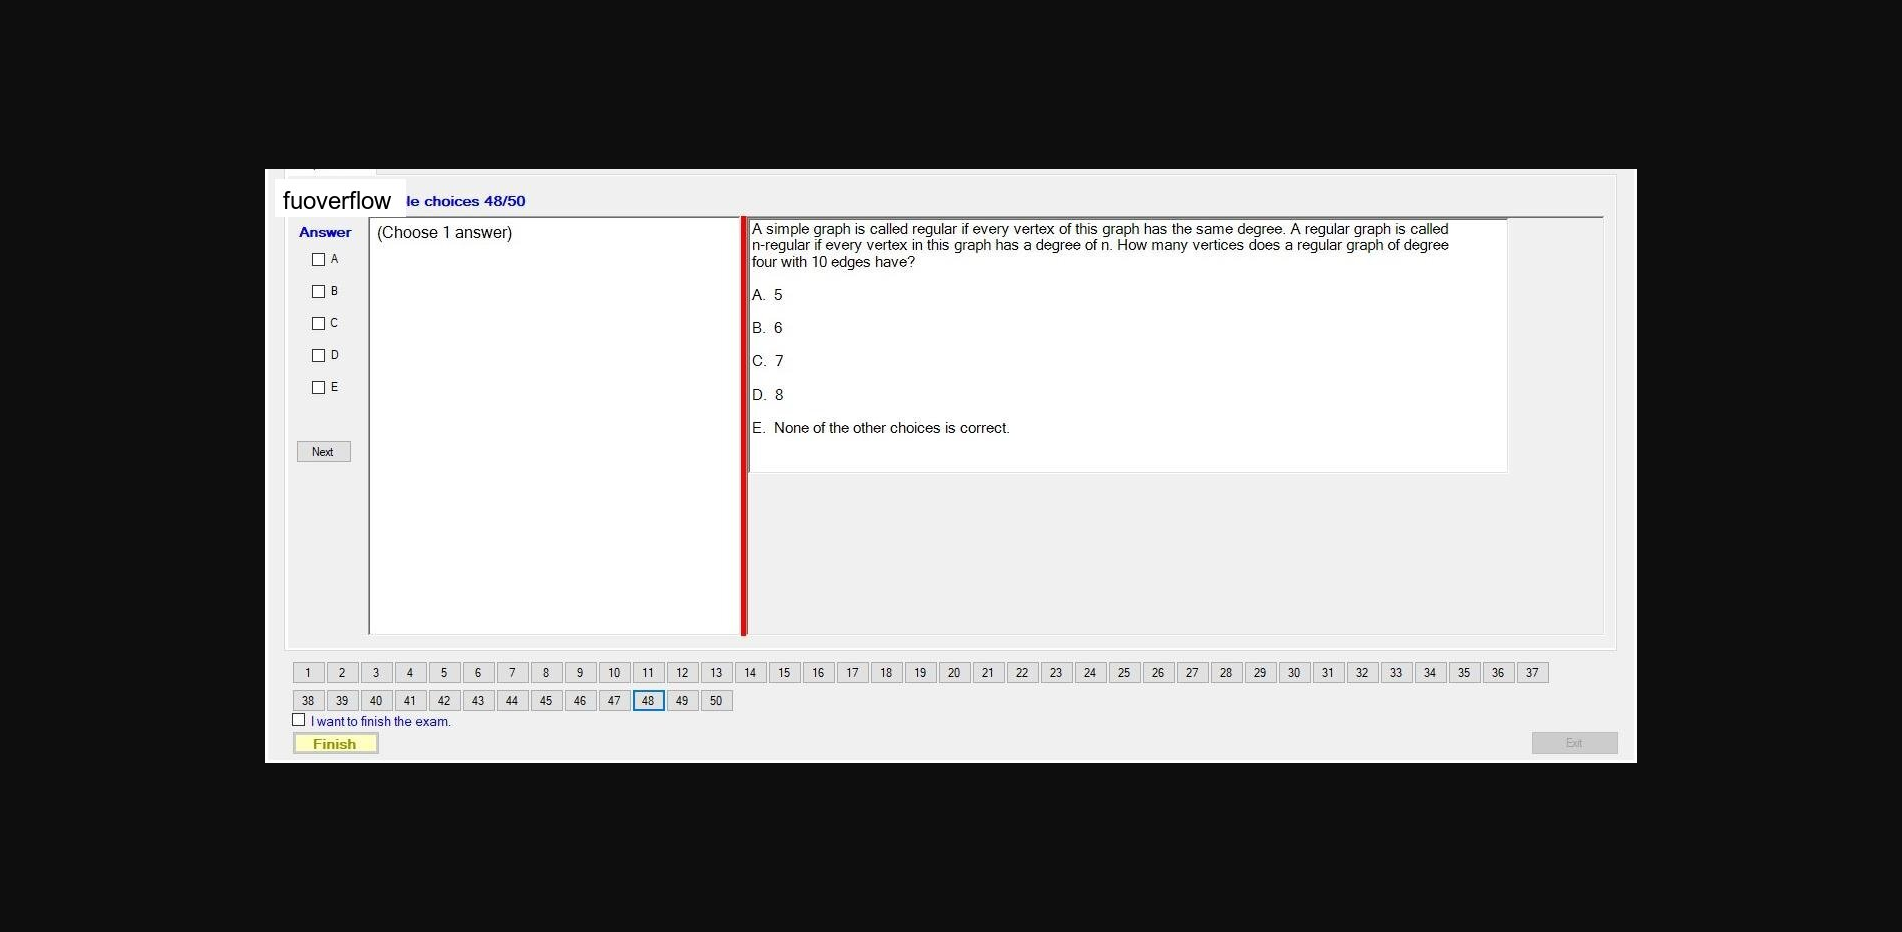 fuoverflow le choices 48/50
Answer
(Choose 1 answer)
A
B
C
D
E
Next
A simple graph is called regular if every vertex of this graph has the same degree. A regular graph is called
n-regular if every vertex in this graph has a degree of n. How many vertices does a regular graph of degree
four with 10 edges have?
A. 5
B. 6
C. 7
D. 8
E. None of the other choices is correct.
1 2 3 4 5 6 7 8 9 10 11 12 13 14 15 16 17 18 19 20 21 22 23 24 25 26 27 28 29 30 31 32 33 34 35 36 37
38 39 40 41 42 43 44 45 46 47 48 49 50
I want to finish the exam.
Finish
Exit